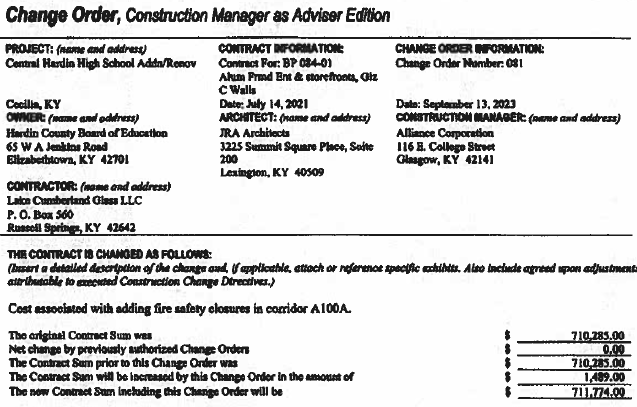 Change Order, Construction Manager as Adviser Edition
PROJECT: (name and address)
Central Hardin High School Addn/Renov
Cecilia, KY
CONTRACT INFORMATION:
Contract For: BP 084-01
Alum Frmd Ent & storefronts, Glz
C Walls
Date: July 14, 2021
CHANGE ORDER INFORMATION:
Change Order Number: 081
Date: September 13, 2023
OWNER: (name and address)
Hardin County Board of Education
65 W A Jenkins Road
Elizabethtown, KY 42701
ARCHITECT: (name and address)
JRA Architects
3225 Summit Square Place, Suite
200
Lexington, KY 40509
CONSTRUCTION MANAGER: (name and address)
Alliance Corporation
116 E. College Street
Glasgow, KY 42141
CONTRACTOR: (name and address)
Lake Cumberland Glass LLC
P. O. Box 560
Russell Springs, KY 42642
THE CONTRACT IS CHANGED AS FOLLOWS:
(Insert a detailed description of the change and, if applicable, attach or reference specific exhibits. Also include agreed upon adjustments
attributable to executed Construction Change Directives.)
Cost associated with adding fire safety closures in corridor A100A.
The original Contract Sum was $ 710,285.00
Net change by previously authorized Change Orders $ 0.00
The Contract Sum prior to this Change Order was $ 710,285.00
The Contract Sum will be increased by this Change Order in the amount of $ 1,489.00
The new Contract Sum including this Change Order will be $ 711,774.00